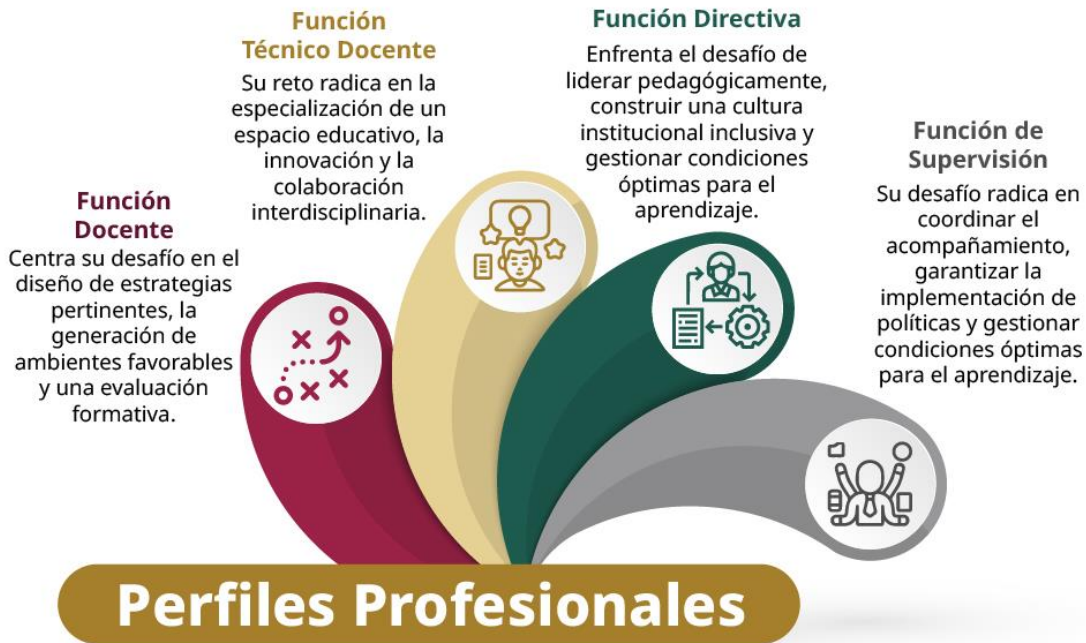 Función
Docente
Centra su desafío en el
diseño de estrategias
pertinentes, la
generación de
ambientes favorables
y una evaluación
formativa.
Función
Técnico Docente
Su reto radica en la
especialización de un
espacio educativo, la
innovación y la
colaboración
interdisciplinaria.
Función Directiva
Enfrenta el desafío de
liderar pedagógicamente,
construir una cultura
institucional inclusiva y
gestionar condiciones
óptimas para el
aprendizaje.
Función de
Supervisión
Su desafío radica en
coordinar el
acompañamiento,
garantizar la
implementación de
políticas y gestionar
condiciones óptimas
para el aprendizaje.
Perfiles Profesionales